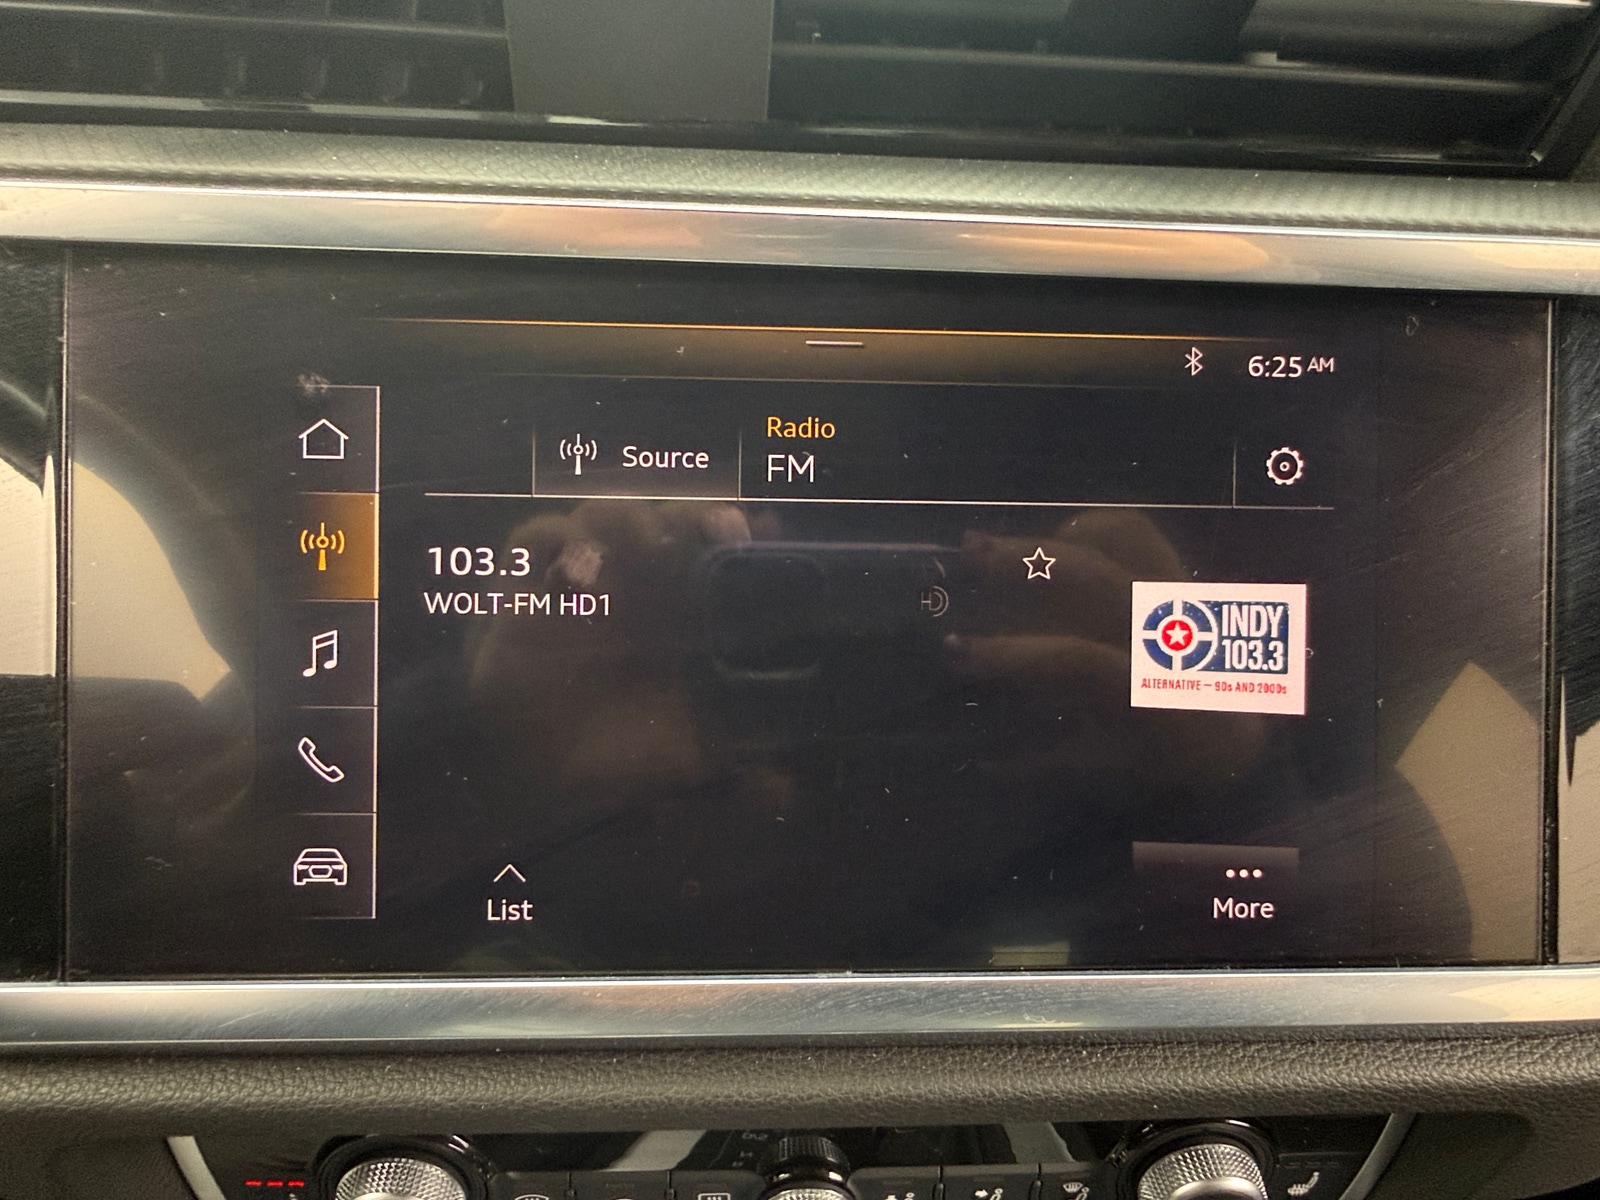 6:25 AM
Source
Radio
FM
103.3
WOLT-FM HD1
HD
INDY
103.3
ALTERNATIVE — 90s AND 2000s
List
More